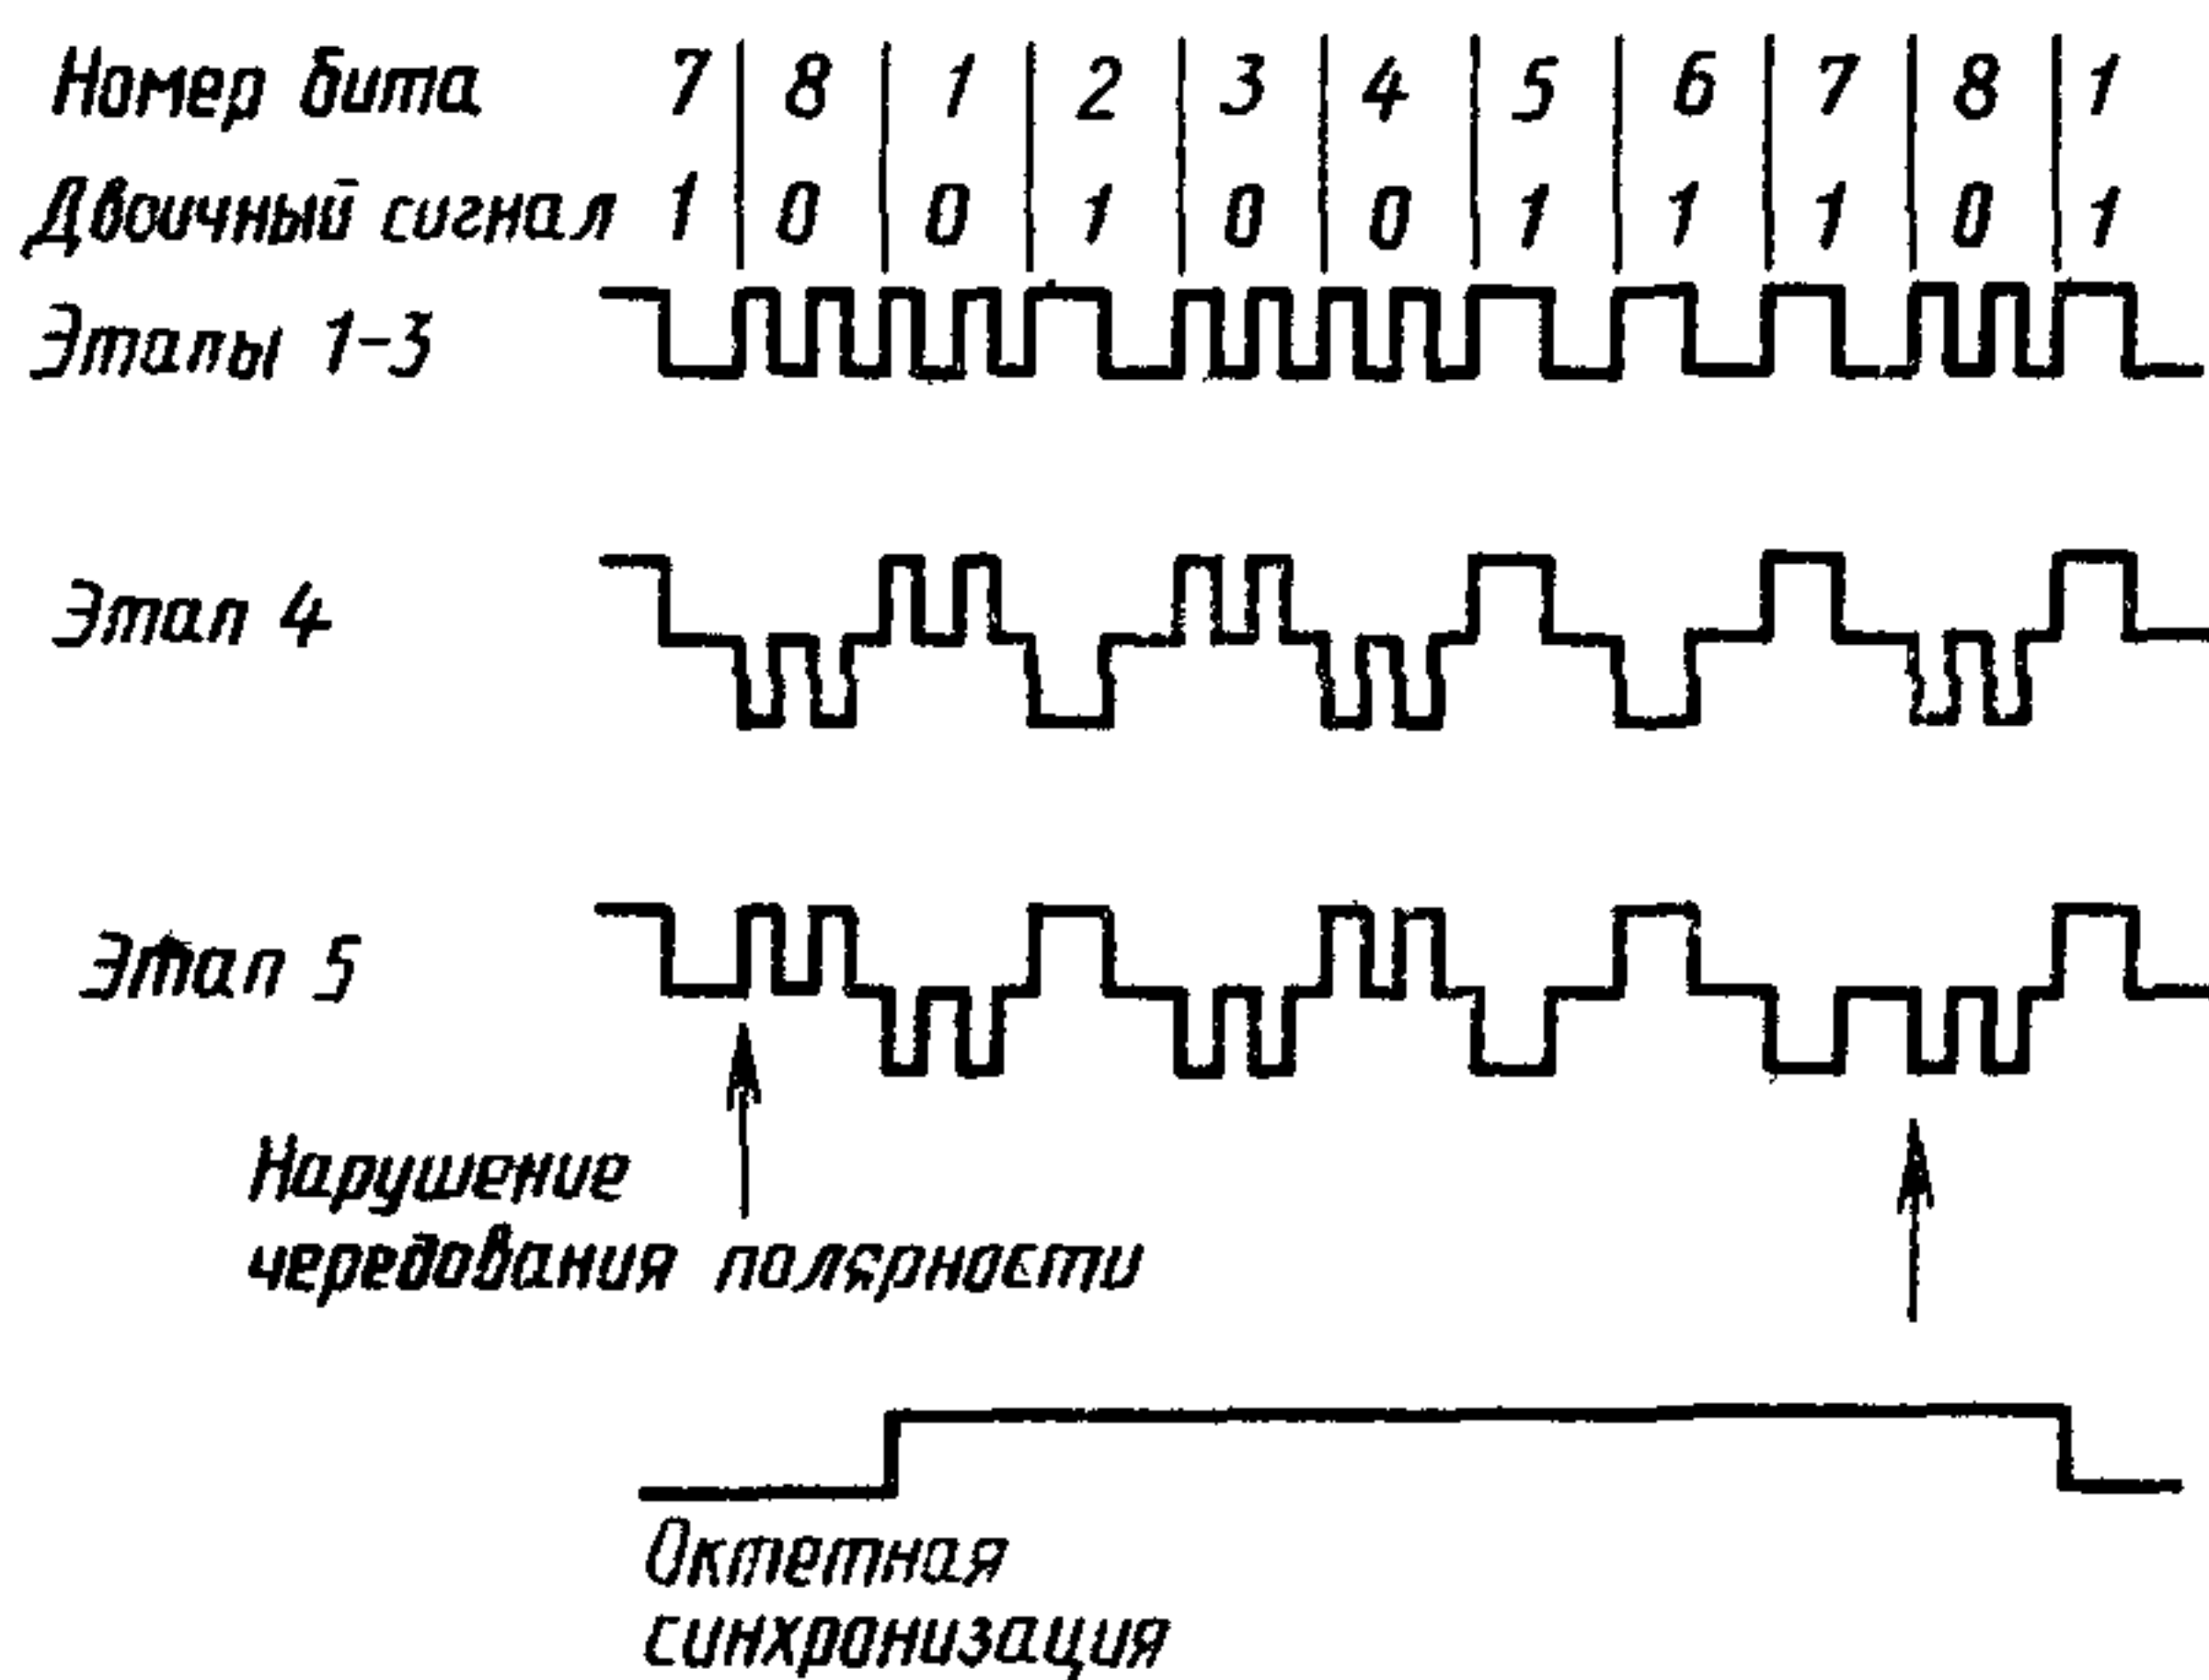 Номер бита 7 8 1 2 3 4 5 6 7 8 1
Двоичный сигнал 1 0 0 1 0 0 1 1 1 0 1
Этапы 1-3
Этап 4
Этап 5
Нарушение
чередования полярности
Октетная
синхронизация